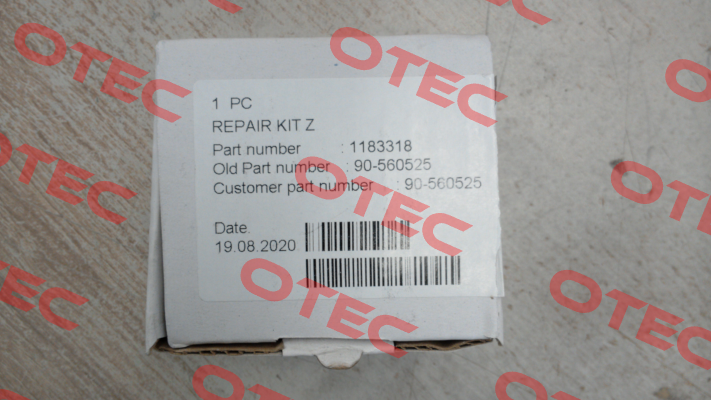 1 PC
REPAIR KIT Z
Part number : 1183318
Old Part number : 90-560525
Customer part number : 90-560525
Date.
19.08.2020
OTEC
OTEC
OTEC
OTEC
OTEC
OTEC
OTEC
OTEC
OTEC